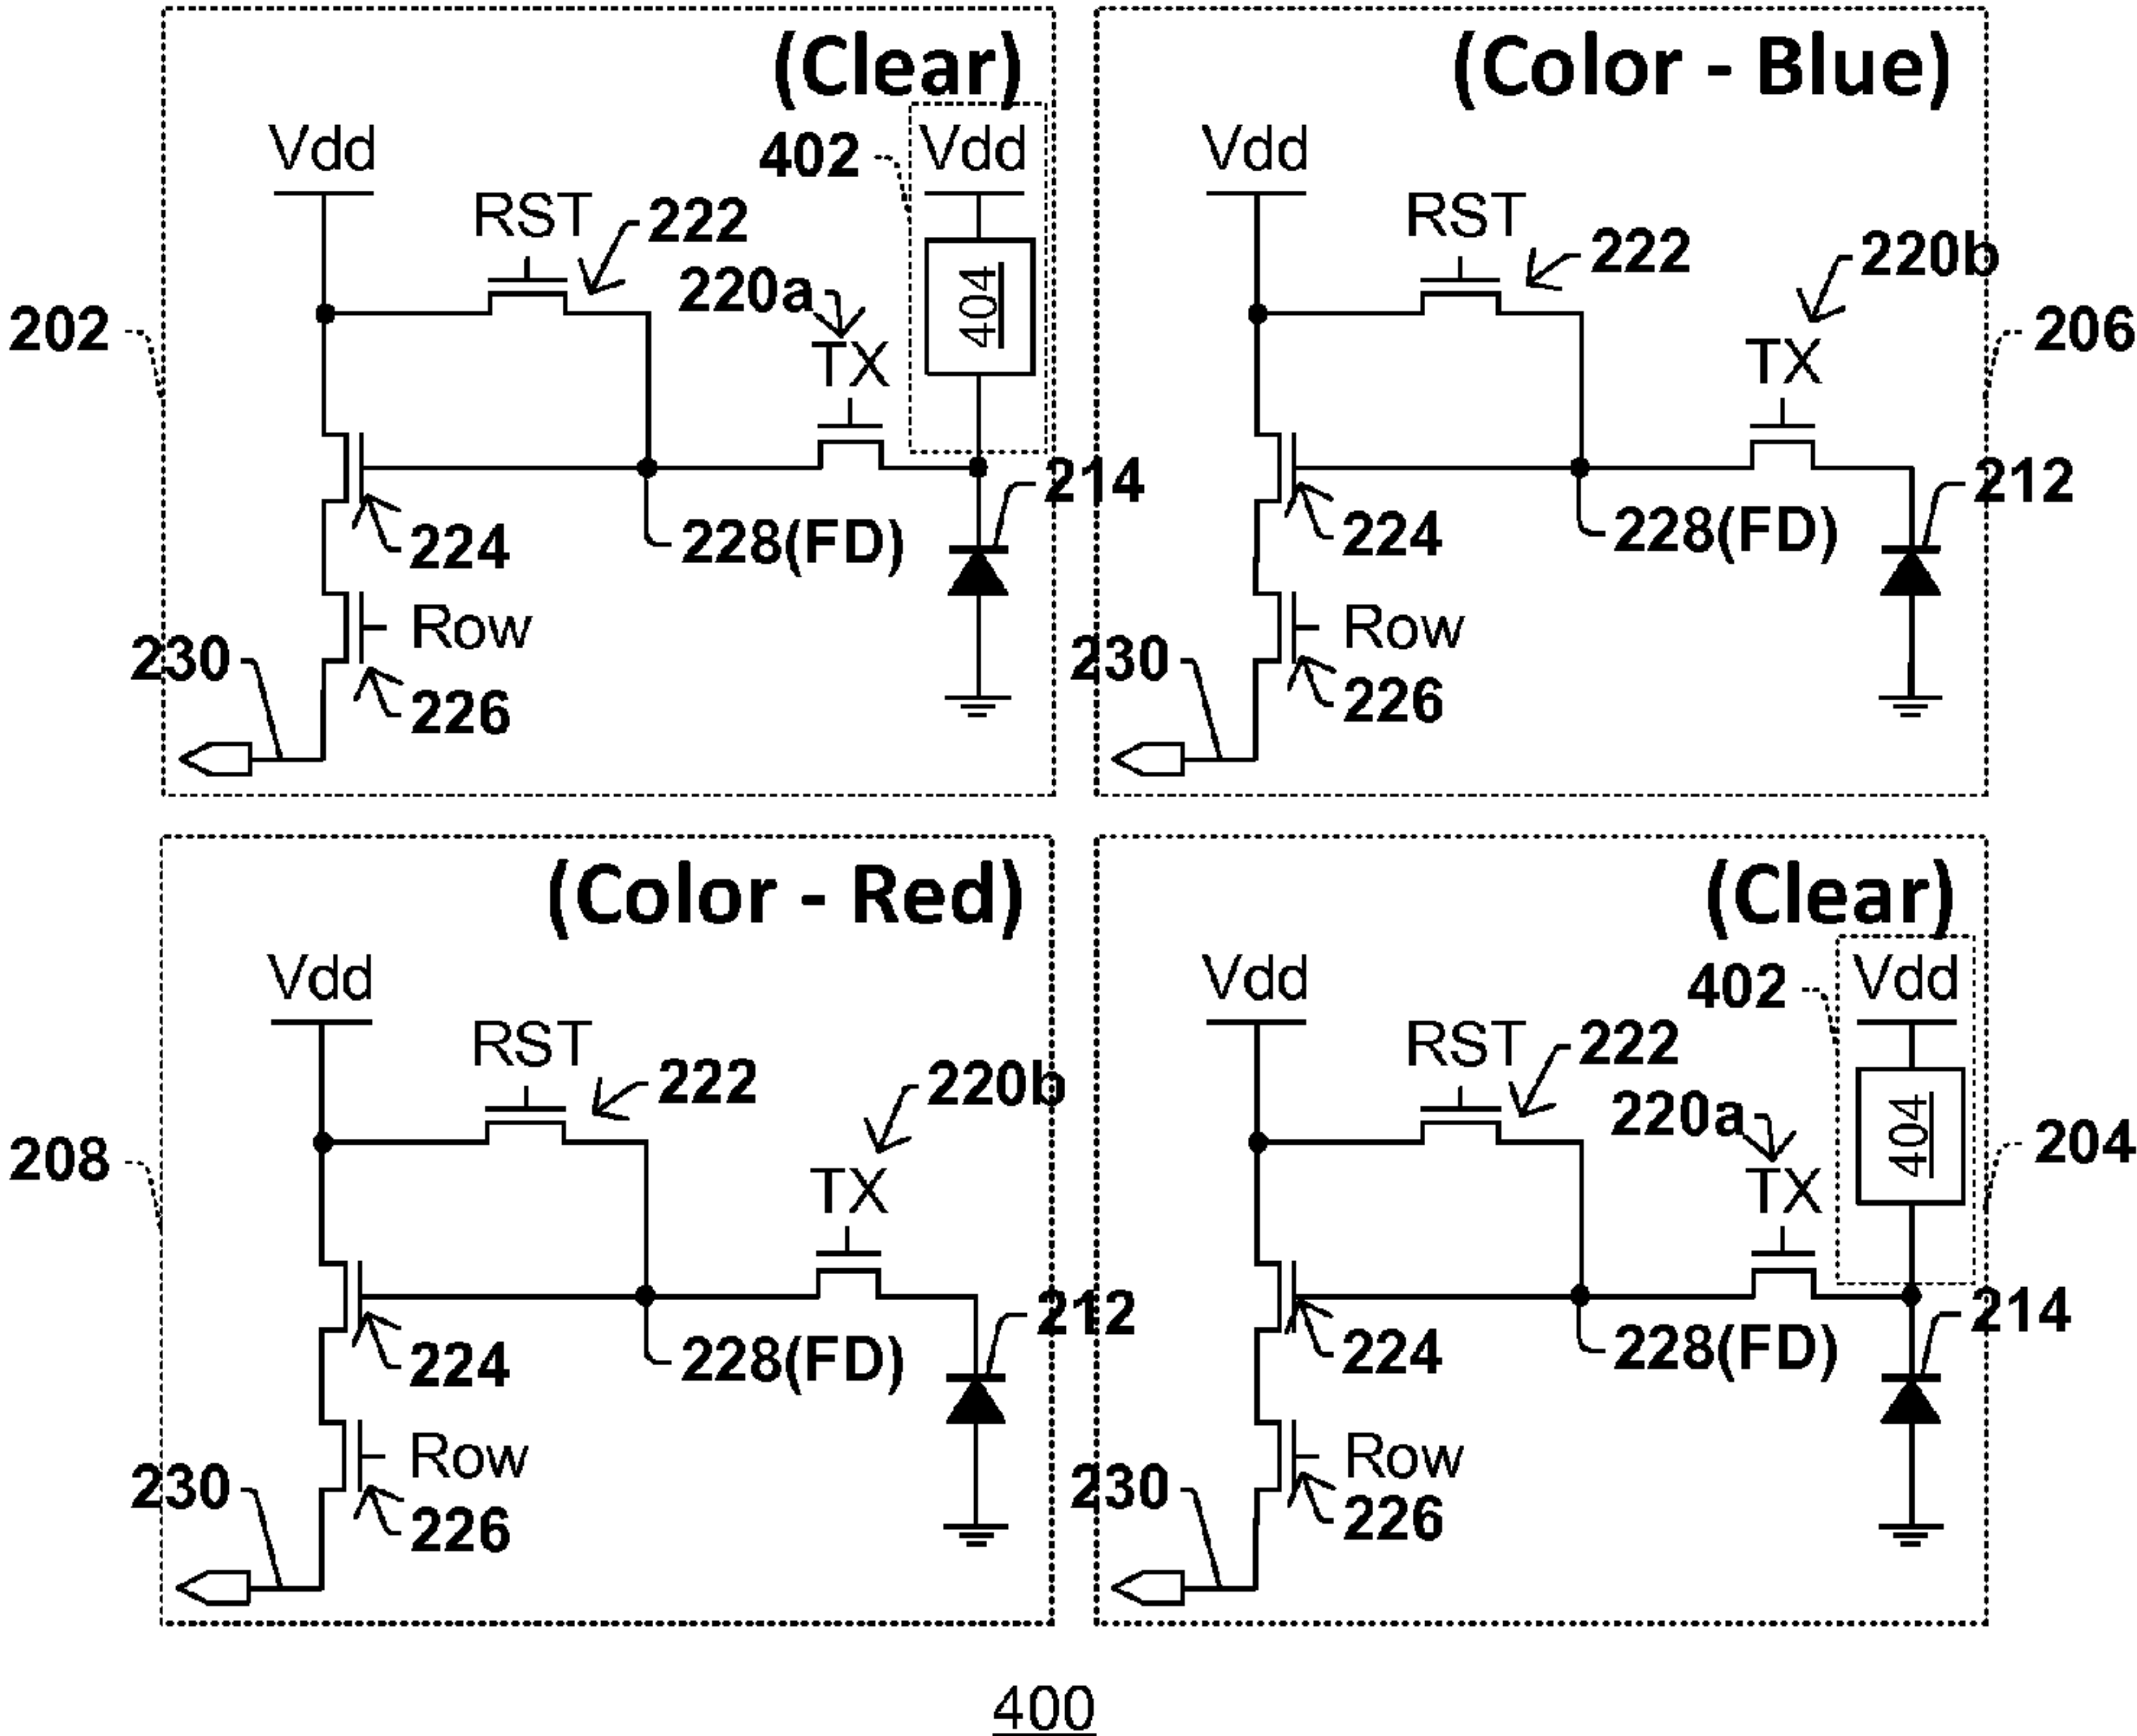 (Clear)
402
Vdd
Vdd
RST
222
220a
404
202
TX
214
224
228(FD)
Row
230
226
(Color - Blue)
Vdd
RST
222
220b
206
TX
212
224
228(FD)
230
Row
226
(Color - Red)
Vdd
RST
222
220b
208
TX
212
224
228(FD)
Row
230
226
(Clear)
402
Vdd
Vdd
RST
222
220a
404
204
TX
214
224
228(FD)
230
Row
226
400